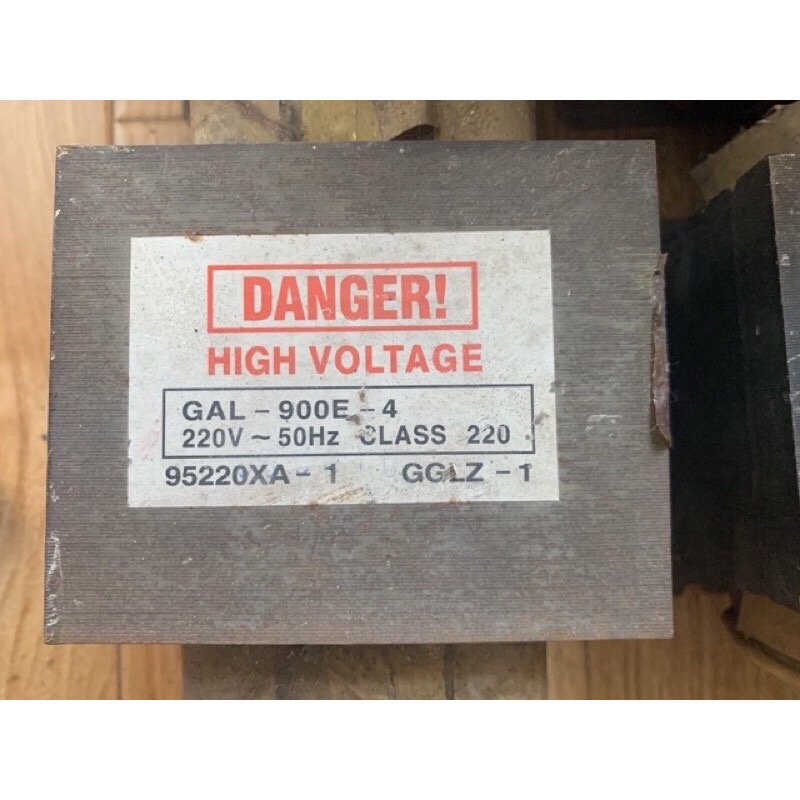 DANGER!
HIGH VOLTAGE
GAL - 900E - 4
220V ~ 50Hz CLASS 220
95220XA - 1 GGLZ - 1